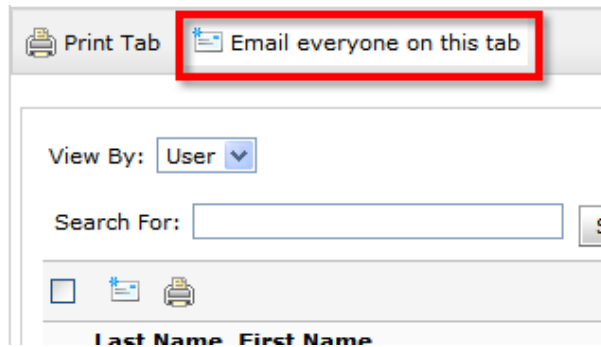 Print Tab Email everyone on this tab
View By: User
Search For: S
Last Name, First Name